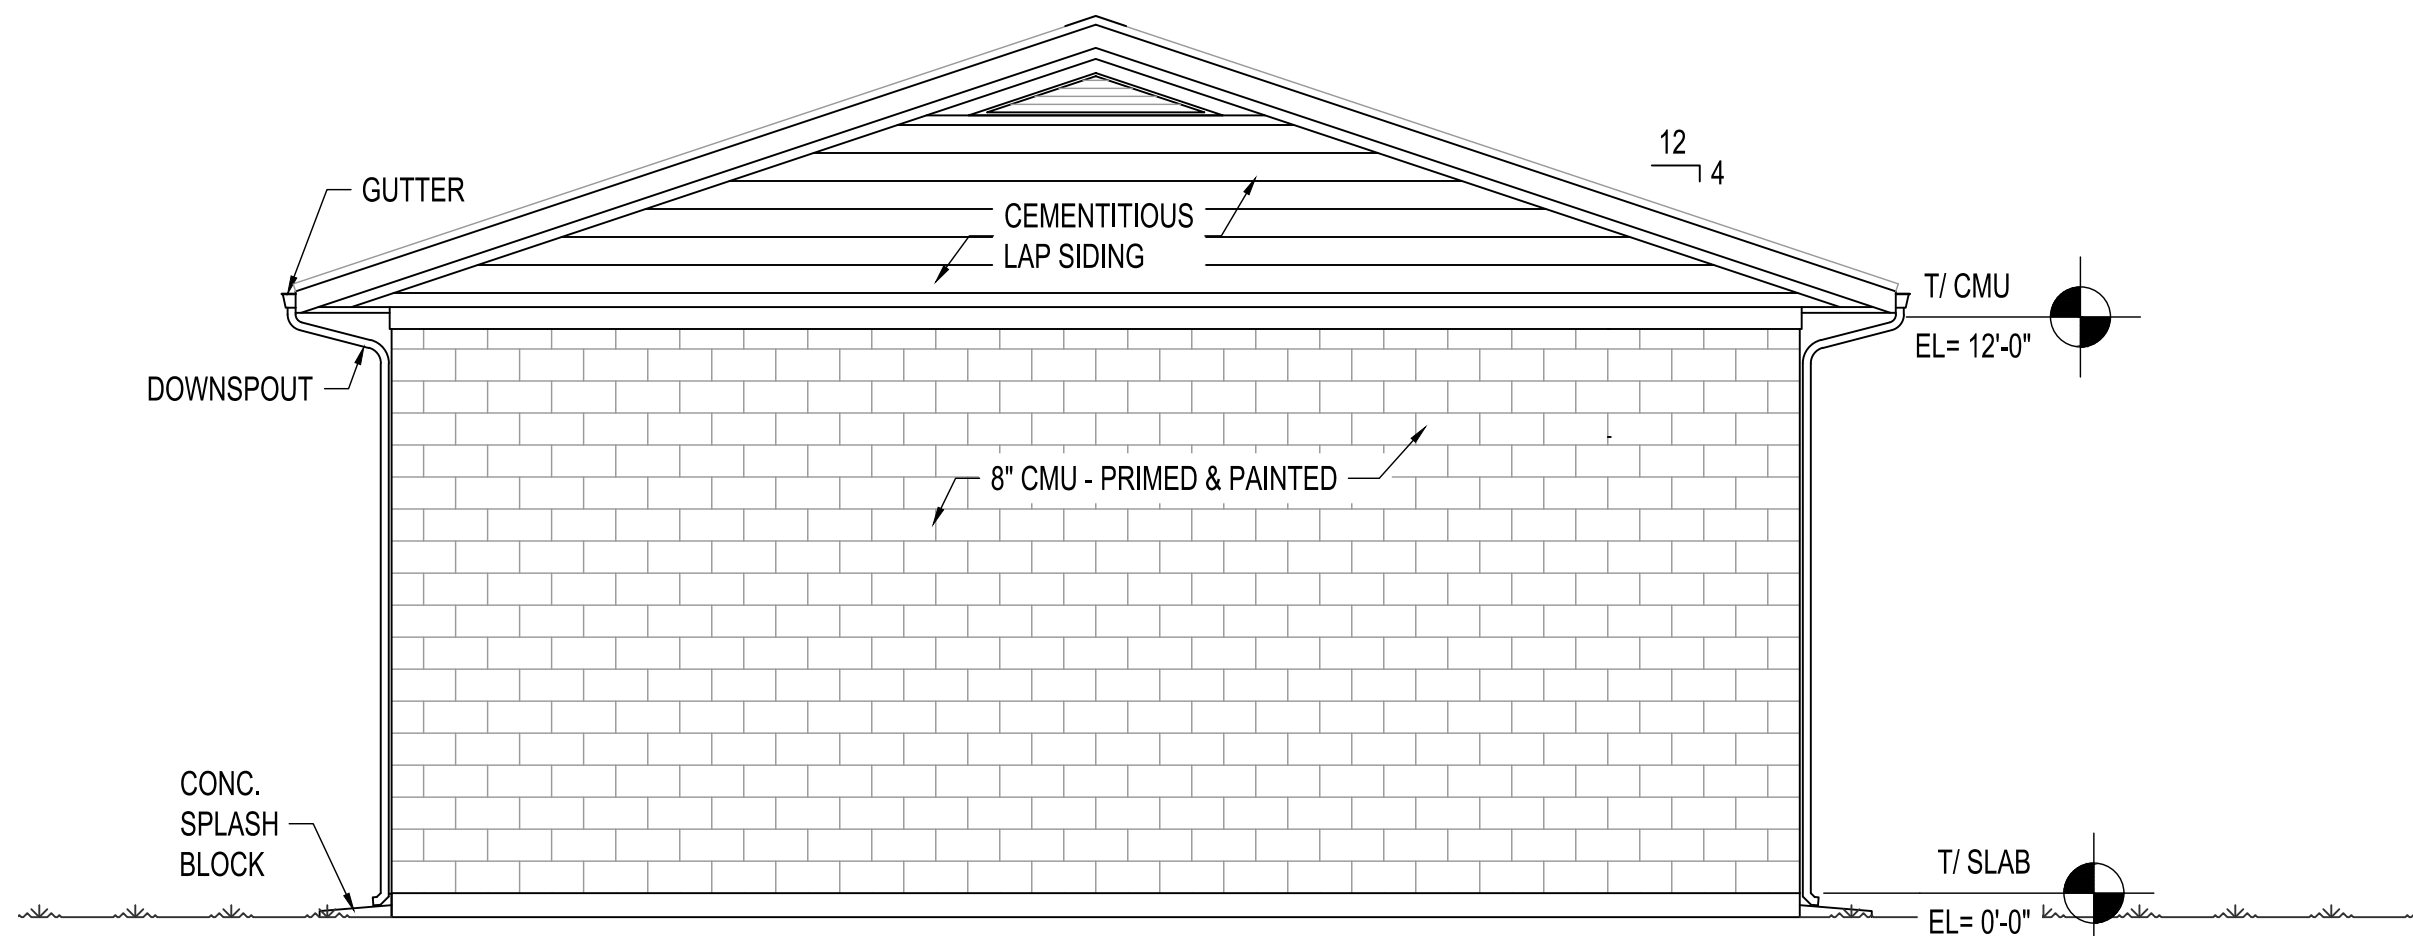 12
4
GUTTER
CEMENTITIOUS
LAP SIDING
T/ CMU
EL= 12'-0"
DOWNSPOUT
8" CMU - PRIMED & PAINTED
CONC.
SPLASH
BLOCK
T/ SLAB
EL= 0'-0"